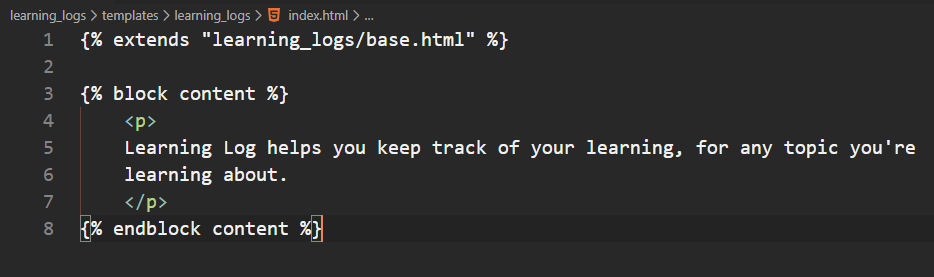 learning_logs > templates > learning_logs > index.html > ...
1 {% extends "learning_logs/base.html" %}
2
3 {% block content %}
4 <p>
5 Learning Log helps you keep track of your learning, for any topic you're
6 learning about.
7 </p>
8 {% endblock content %}